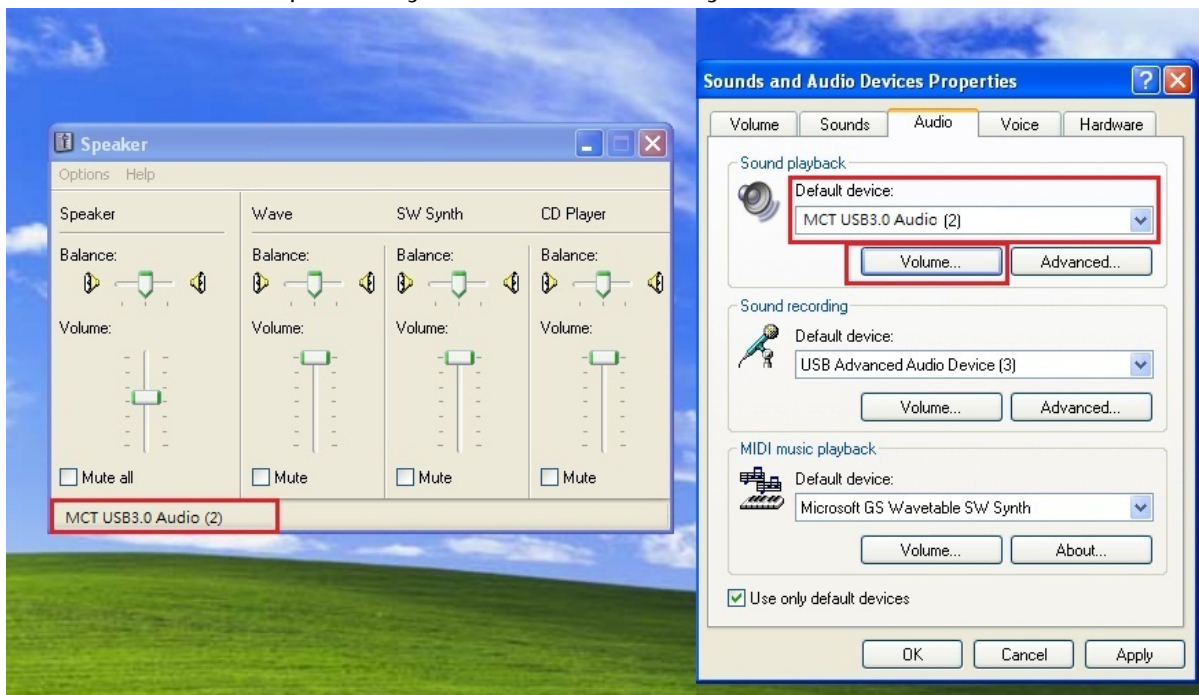 Speaker
Options Help
Speaker Wave SW Synth CD Player
Balance: Balance: Balance: Balance:
Volume: Volume: Volume: Volume:
Mute all Mute Mute Mute
MCT USB3.0 Audio (2)
Sounds and Audio Devices Properties
Volume Sounds Audio Voice Hardware
Sound playback
Default device:
MCT USB3.0 Audio (2)
Volume... Advanced...
Sound recording
Default device:
USB Advanced Audio Device (3)
Volume... Advanced...
MIDI music playback
Default device:
Microsoft GS Wavetable SW Synth
Volume... About...
Use only default devices
OK Cancel Apply